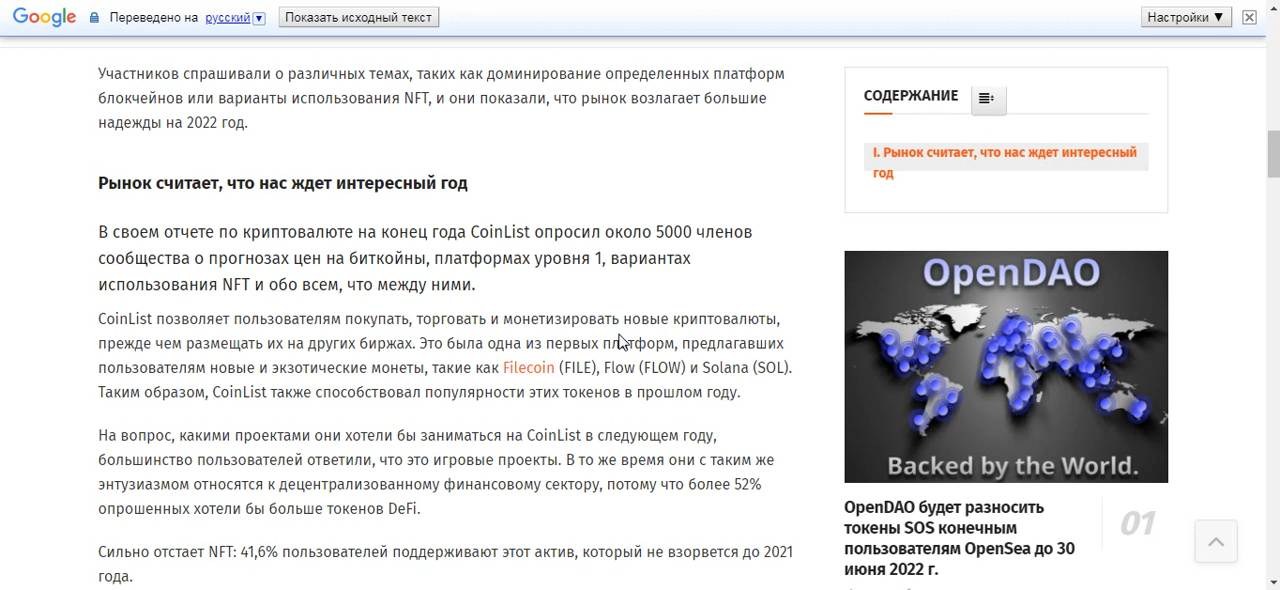 Google Переведено на русский Показать исходный текст Настройки ▼
Участников спрашивали о различных темах, таких как доминирование определенных платформ
блокчейнов или варианты использования NFT, и они показали, что рынок возлагает большие
надежды на 2022 год.
Рынок считает, что нас ждет интересный год
В своем отчете по криптовалюте на конец года CoinList опросил около 5000 членов
сообщества о прогнозах цен на биткойны, платформах уровня 1, вариантах
использования NFT и обо всем, что между ними.
CoinList позволяет пользователям покупать, торговать и монетизировать новые криптовалюты,
прежде чем размещать их на других биржах. Это была одна из первых платформ, предлагавших
пользователям новые и экзотические монеты, такие как Filecoin (FILE), Flow (FLOW) и Solana (SOL).
Таким образом, CoinList также способствовал популярности этих токенов в прошлом году.
На вопрос, какими проектами они хотели бы заниматься на CoinList в следующем году,
большинство пользователей ответили, что это игровые проекты. В то же время они с таким же
энтузиазмом относятся к децентрализованному финансовому сектору, потому что более 52%
опрошенных хотели бы больше токенов DeFi.
Сильно отстает NFT: 41,6% пользователей поддерживают этот актив, который не взорвется до 2021
года.
СОДЕРЖАНИЕ
I. Рынок считает, что нас ждет интересный
год
OpenDAO
Backed by the World.
OpenDAO будет разносить
токены SOS конечным
пользователям OpenSea до 30
июня 2022 г.
01